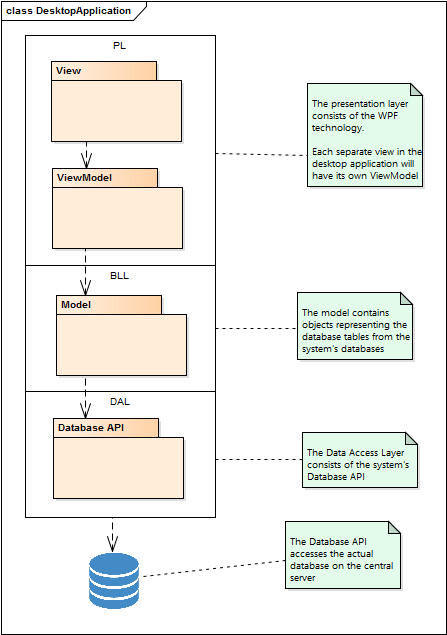 class DesktopApplication
PL
View
The presentation layer
consists of the WPF
technology.
Each separate view in the
desktop application will
have its own ViewModel
ViewModel
BLL
Model
The model contains
objects representing the
database tables from the
system's databases
DAL
Database API
The Data Access Layer
consists of the system's
Database API
The Database API
accesses the actual
database on the central
server